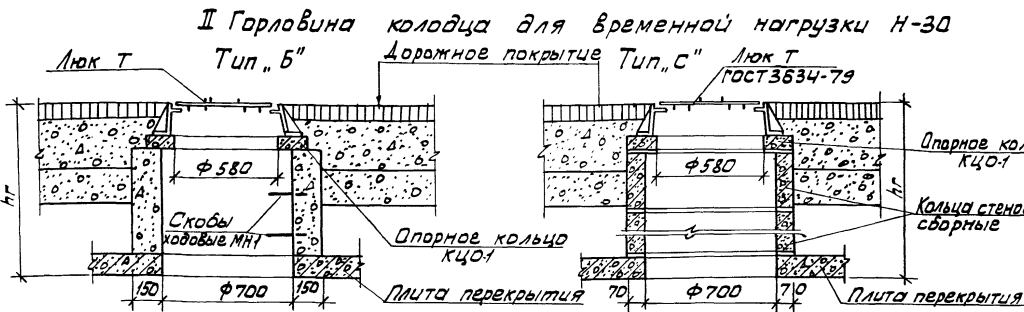 II Горловина колодца для временной нагрузки Н-30
Тип „Б"
Тип „С"
Люк Т
Дорожное покрытие
Люк Т
ГОСТ 3634-79
hг
ф580
Скобы
ходовые МН1
Опорное кольцо
КЦО-1
150
ф700
150
Плита перекрытия
ф580
Опорное кол
КЦО-1
Кольца стено
сборные
hг
70
ф700
70
Плита перекрытия